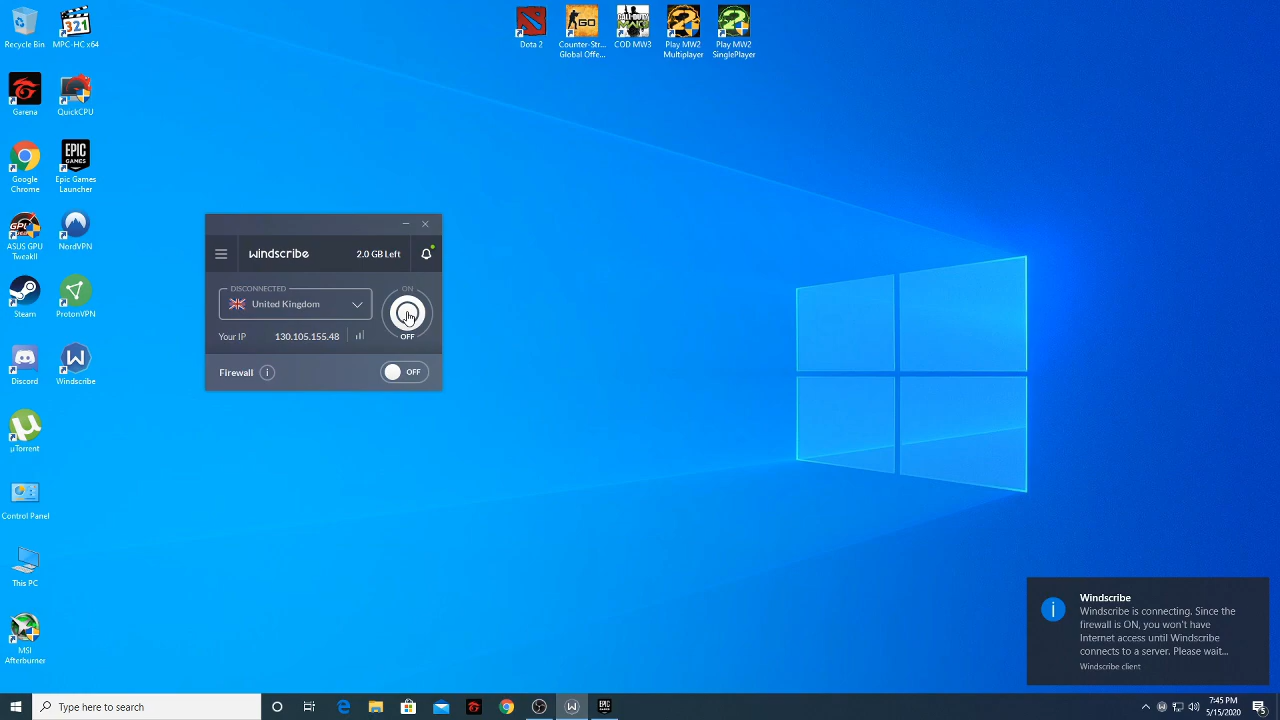 Recycle Bin
MPC-HC x64
Garena
QuickCPU
Google
Chrome
Epic Games
Launcher
ASUS GPU
TweakII
NordVPN
Steam
ProtonVPN
Discord
Windscribe
µTorrent
Control Panel
This PC
MSI
Afterburner
Dota 2
Counter-Str...
Global Offe...
COD MW3
Play MW2
Multiplayer
Play MW2
SinglePlayer
windscribe
2.0 GB Left
DISCONNECTED
United Kingdom
ON
OFF
Your IP
130.105.155.48
Firewall
OFF
Windscribe
Windscribe is connecting. Since the
firewall is ON, you won't have
Internet access until Windscribe
connects to a server. Please wait...
Windscribe client
Type here to search
7:45 PM
5/15/2020